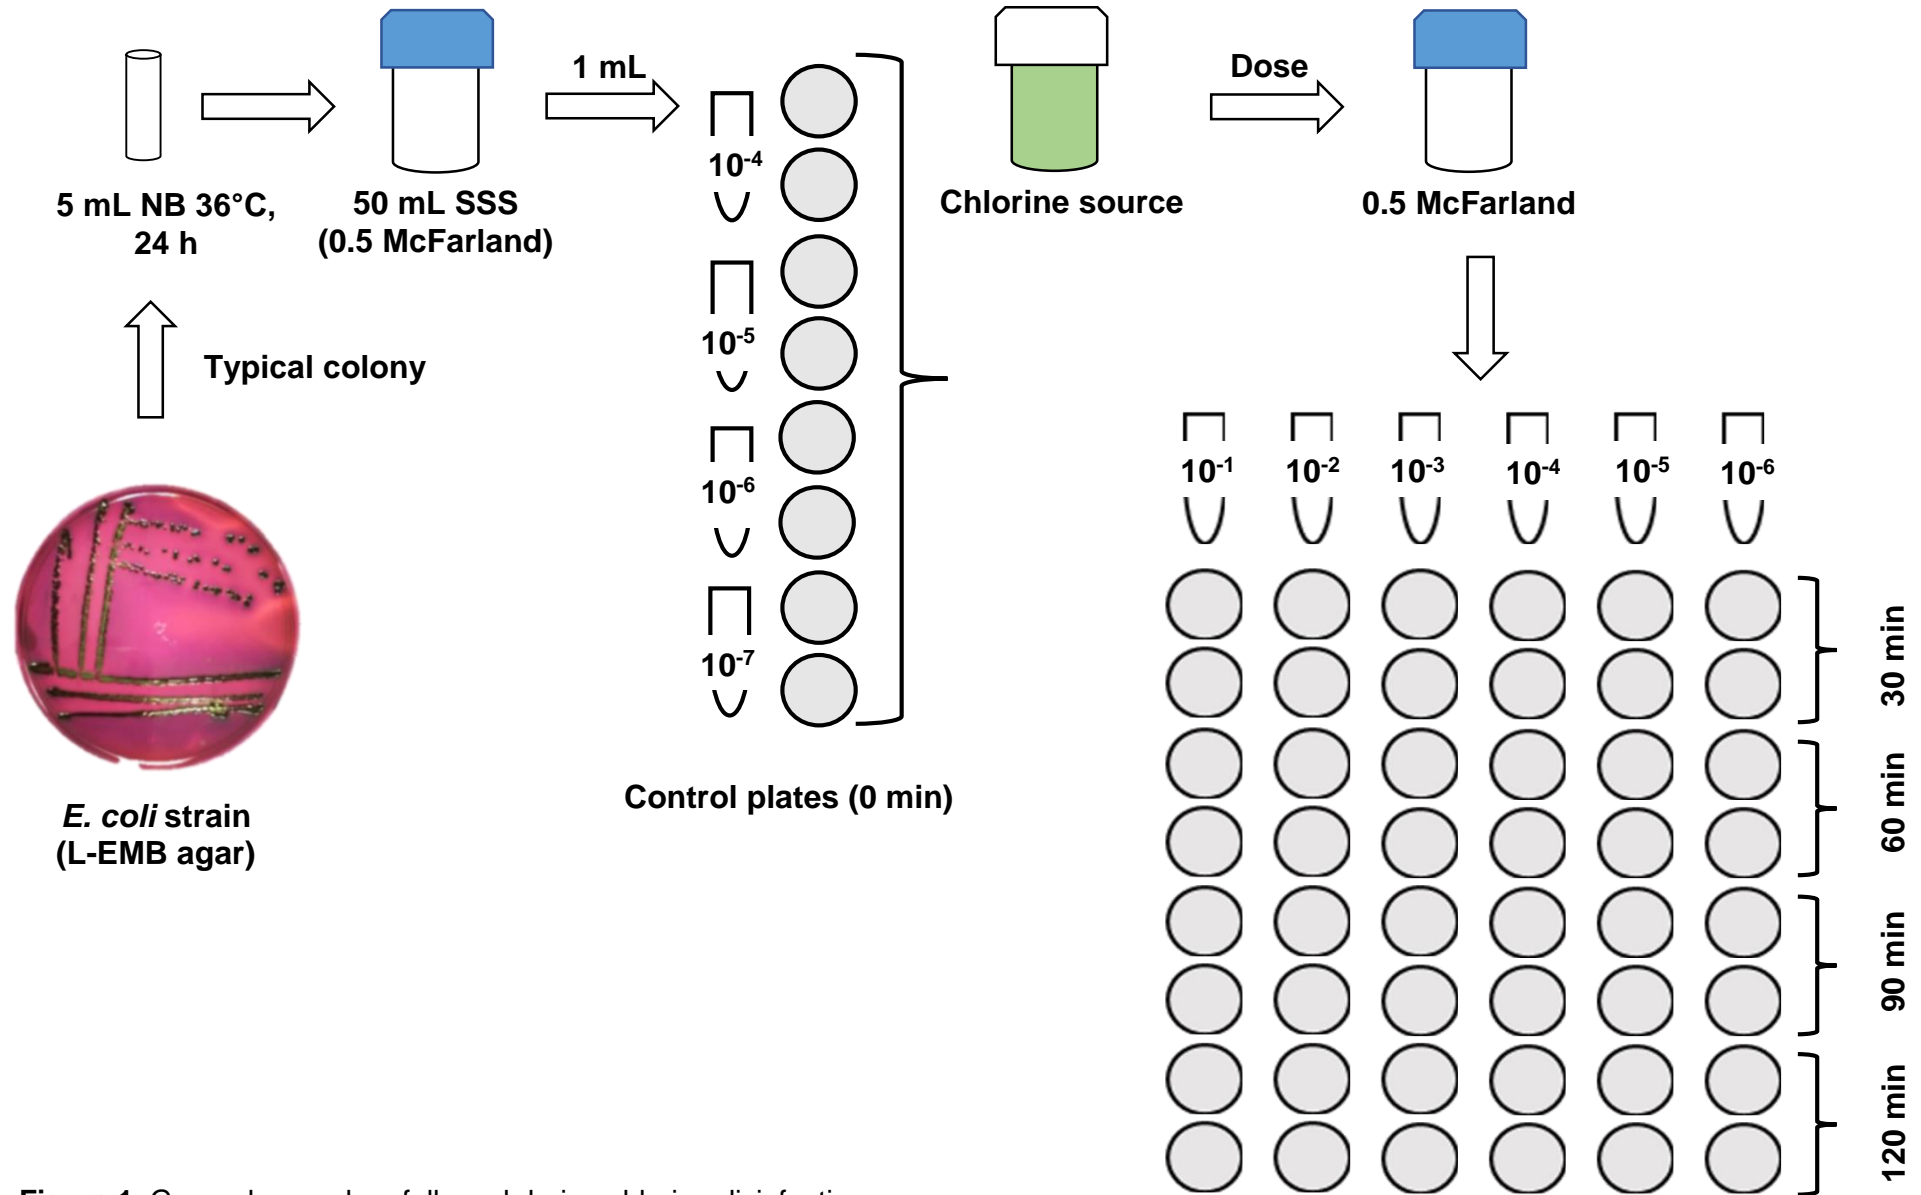 1 mL
Dose
10-4
5 mL NB 36°C,
24 h
50 mL SSS
(0.5 McFarland)
Chlorine source
0.5 McFarland
10-5
Typical colony
10-6
10-7
10-1 10-2 10-3 10-4 10-5 10-6
Control plates (0 min)
E. coli strain
(L-EMB agar)
30 min
60 min
90 min
120 min